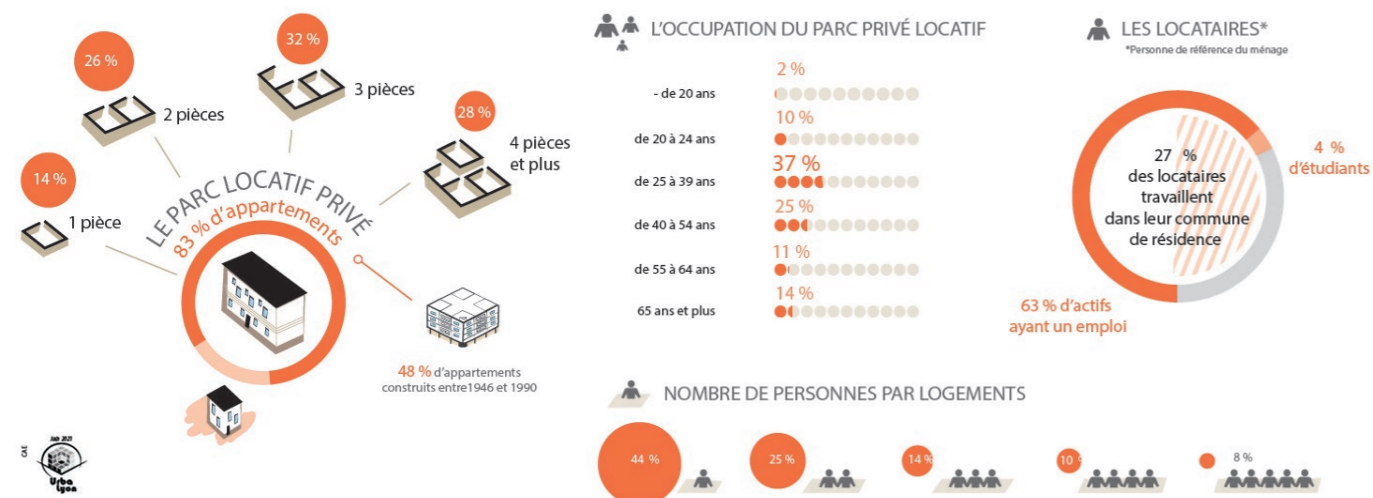 14 %
1 pièce
26 %
2 pièces
32 %
3 pièces
28 %
4 pièces
et plus
LE PARC LOCATIF PRIVÉ
83 % d'appartements
48 % d'appartements
construits entre1946 et 1990
CAE
Juin 2021
Urba
Lyon
L'OCCUPATION DU PARC PRIVÉ LOCATIF
2 %
- de 20 ans
10 %
de 20 à 24 ans
37 %
de 25 à 39 ans
25 %
de 40 à 54 ans
11 %
de 55 à 64 ans
14 %
65 ans et plus
LES LOCATAIRES*
*Personne de référence du ménage
27 %
des locataires
travaillent
dans leur commune
de résidence
4 %
d'étudiants
63 % d'actifs
ayant un emploi
NOMBRE DE PERSONNES PAR LOGEMENTS
44 %
25 %
14 %
10 %
8 %